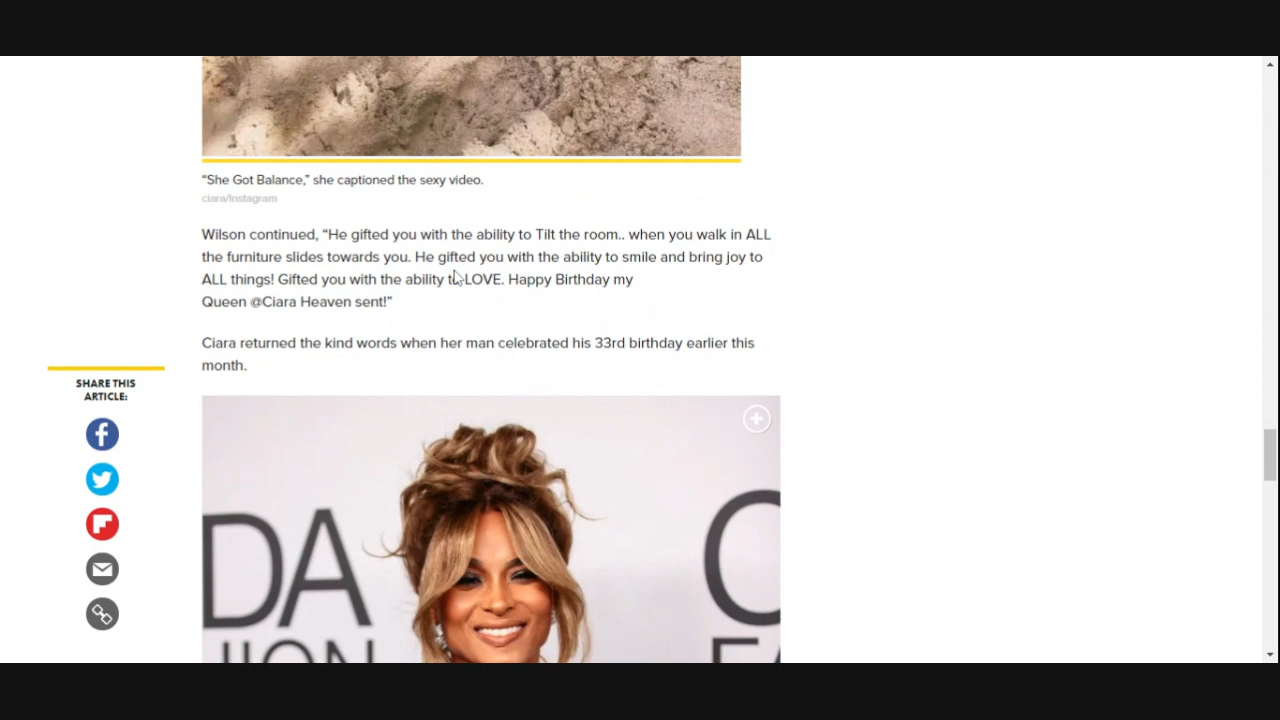 “She Got Balance,” she captioned the sexy video.
ciara/Instagram
Wilson continued, “He gifted you with the ability to Tilt the room.. when you walk in ALL
the furniture slides towards you. He gifted you with the ability to smile and bring joy to
ALL things! Gifted you with the ability to LOVE. Happy Birthday my
Queen @Ciara Heaven sent!”
Ciara returned the kind words when her man celebrated his 33rd birthday earlier this
month.
SHARE THIS
ARTICLE:
DA
C